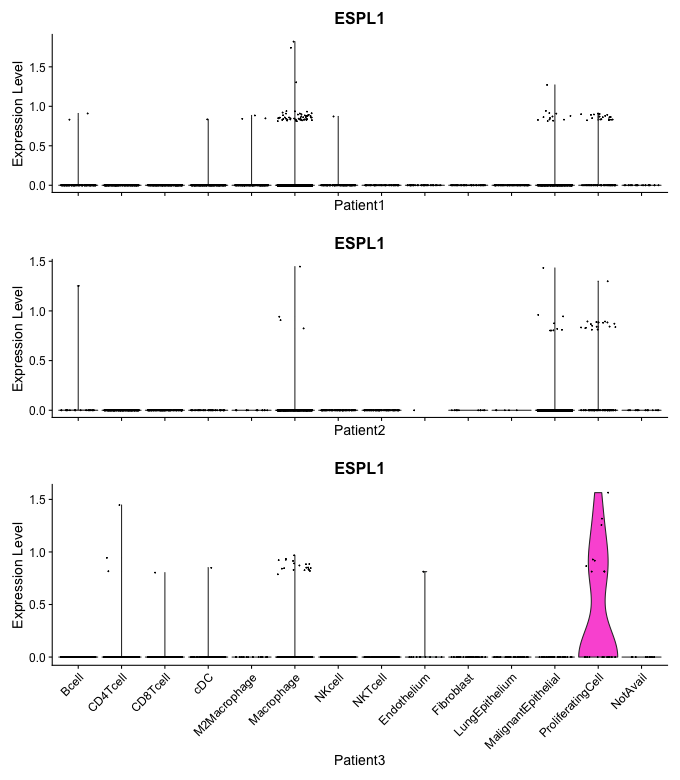 ESPL1
Expression Level
1.5
1.0
0.5
0.0
Patient1
ESPL1
Expression Level
1.5
1.0
0.5
0.0
Patient2
ESPL1
Expression Level
1.5
1.0
0.5
0.0
Bcell
CD4Tcell
CD8Tcell
cDC
M2Macrophage
Macrophage
NKcell
NKTcell
Endothelium
Fibroblast
LungEpithelium
MalignantEpithelial
ProliferatingCell
NotAvail
Patient3